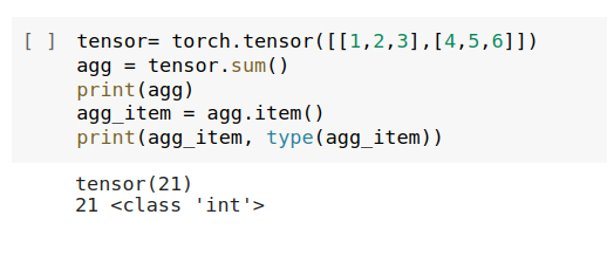 [ ] tensor= torch.tensor([[1,2,3],[4,5,6]])
agg = tensor.sum()
print(agg)
agg_item = agg.item()
print(agg_item, type(agg_item))
tensor(21)
21 <class 'int'>